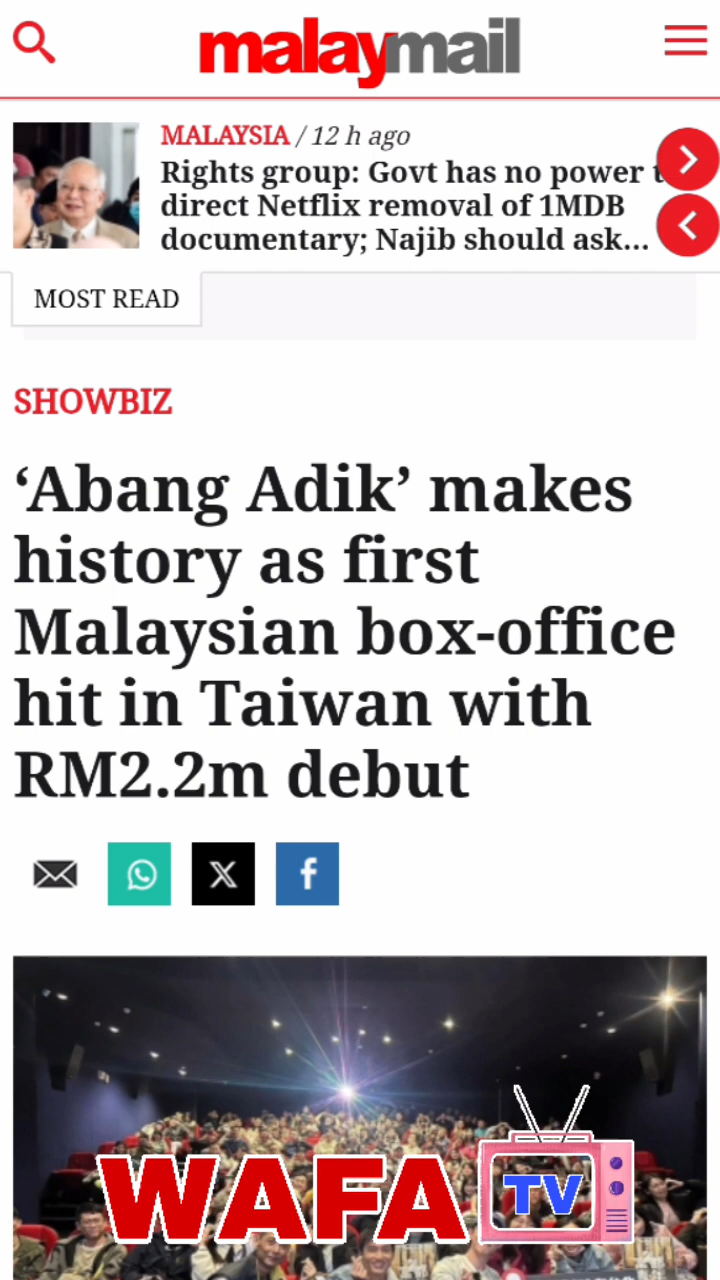 malaymail
MALAYSIA / 12 h ago
Rights group: Govt has no power
direct Netflix removal of 1MDB
documentary; Najib should ask...
MOST READ
SHOWBIZ
‘Abang Adik’ makes
history as first
Malaysian box-office
hit in Taiwan with
RM2.2m debut
WAFA TV